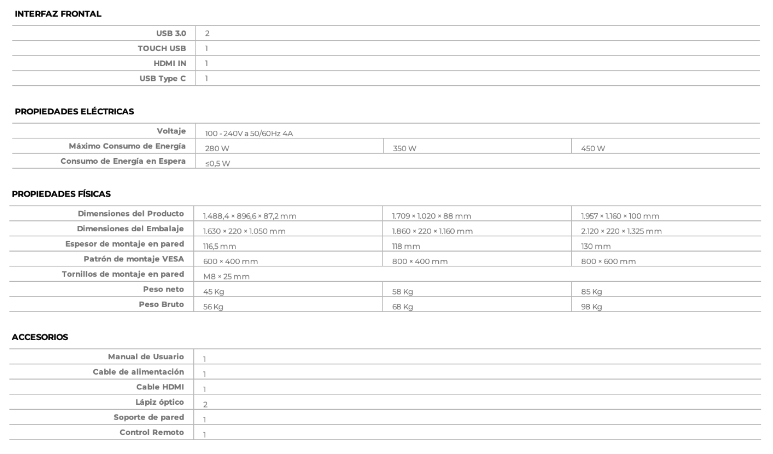 INTERFAZ FRONTAL
USB 3.0 2
TOUCH USB 1
HDMI IN 1
USB Type C 1
PROPIEDADES ELÉCTRICAS
Voltaje 100 - 240V a 50/60Hz 4A
Máximo Consumo de Energía 280 W 350 W 450 W
Consumo de Energía en Espera ≤0,5 W
PROPIEDADES FÍSICAS
Dimensiones del Producto 1.488,4 × 896,6 × 87,2 mm 1.709 × 1.020 × 88 mm 1.957 × 1.160 × 100 mm
Dimensiones del Embalaje 1.630 × 220 × 1.050 mm 1.860 × 220 × 1.160 mm 2.120 × 220 × 1.325 mm
Espesor de montaje en pared 116,5 mm 118 mm 130 mm
Patrón de montaje VESA 600 × 400 mm 800 × 400 mm 800 × 600 mm
Tornillos de montaje en pared M8 × 25 mm
Peso neto 45 Kg 58 Kg 85 Kg
Peso Bruto 56 Kg 68 Kg 98 Kg
ACCESORIOS
Manual de Usuario 1
Cable de alimentación 1
Cable HDMI 1
Lápiz óptico 2
Soporte de pared 1
Control Remoto 1